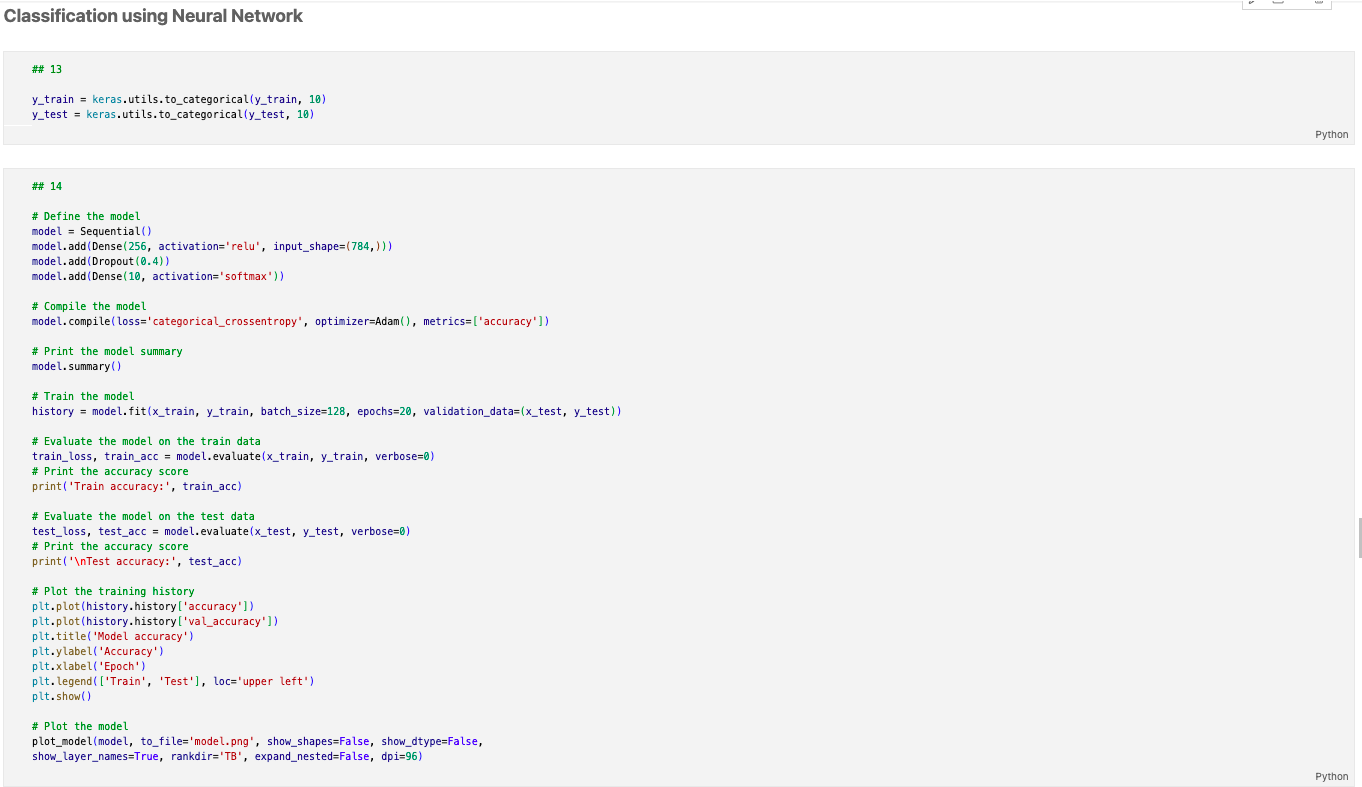 Classification using Neural Network
## 13
y_train = keras.utils.to_categorical(y_train, 10)
y_test = keras.utils.to_categorical(y_test, 10)
Python
## 14
# Define the model
model = Sequential()
model.add(Dense(256, activation='relu', input_shape=(784,)))
model.add(Dropout(0.4))
model.add(Dense(10, activation='softmax'))
# Compile the model
model.compile(loss='categorical_crossentropy', optimizer=Adam(), metrics=['accuracy'])
# Print the model summary
model.summary()
# Train the model
history = model.fit(x_train, y_train, batch_size=128, epochs=20, validation_data=(x_test, y_test))
# Evaluate the model on the train data
train_loss, train_acc = model.evaluate(x_train, y_train, verbose=0)
# Print the accuracy score
print('Train accuracy:', train_acc)
# Evaluate the model on the test data
test_loss, test_acc = model.evaluate(x_test, y_test, verbose=0)
# Print the accuracy score
print('\nTest accuracy:', test_acc)
# Plot the training history
plt.plot(history.history['accuracy'])
plt.plot(history.history['val_accuracy'])
plt.title('Model accuracy')
plt.ylabel('Accuracy')
plt.xlabel('Epoch')
plt.legend(['Train', 'Test'], loc='upper left')
plt.show()
# Plot the model
plot_model(model, to_file='model.png', show_shapes=False, show_dtype=False,
show_layer_names=True, rankdir='TB', expand_nested=False, dpi=96)
Python